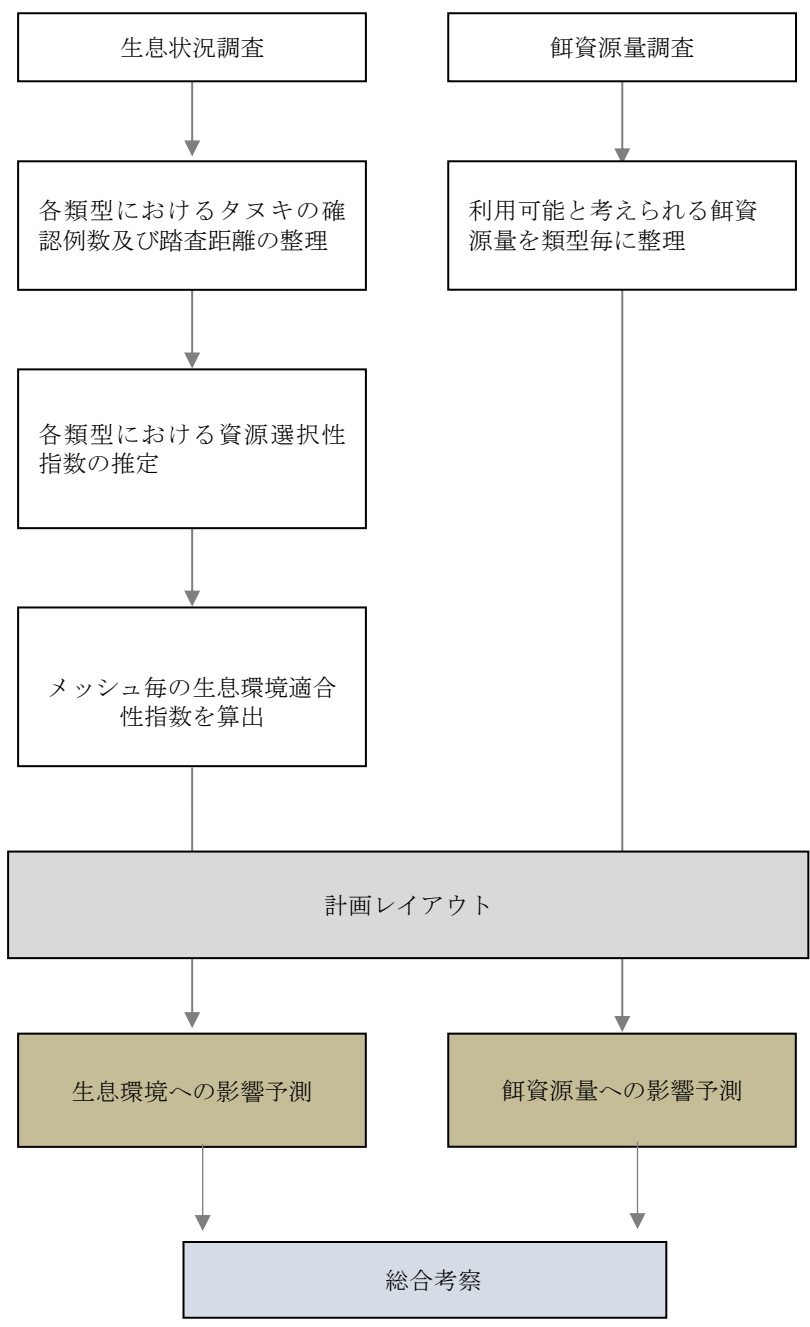 生息状況調査
餌資源量調査
各類型におけるタヌキの確
認例数及び踏査距離の整理
利用可能と考えられる餌資
源量を類型毎に整理
各類型における資源選択性
指数の推定
メッシュ毎の生息環境適合
性指数を算出
計画レイアウト
生息環境への影響予測
餌資源量への影響予測
総合考察